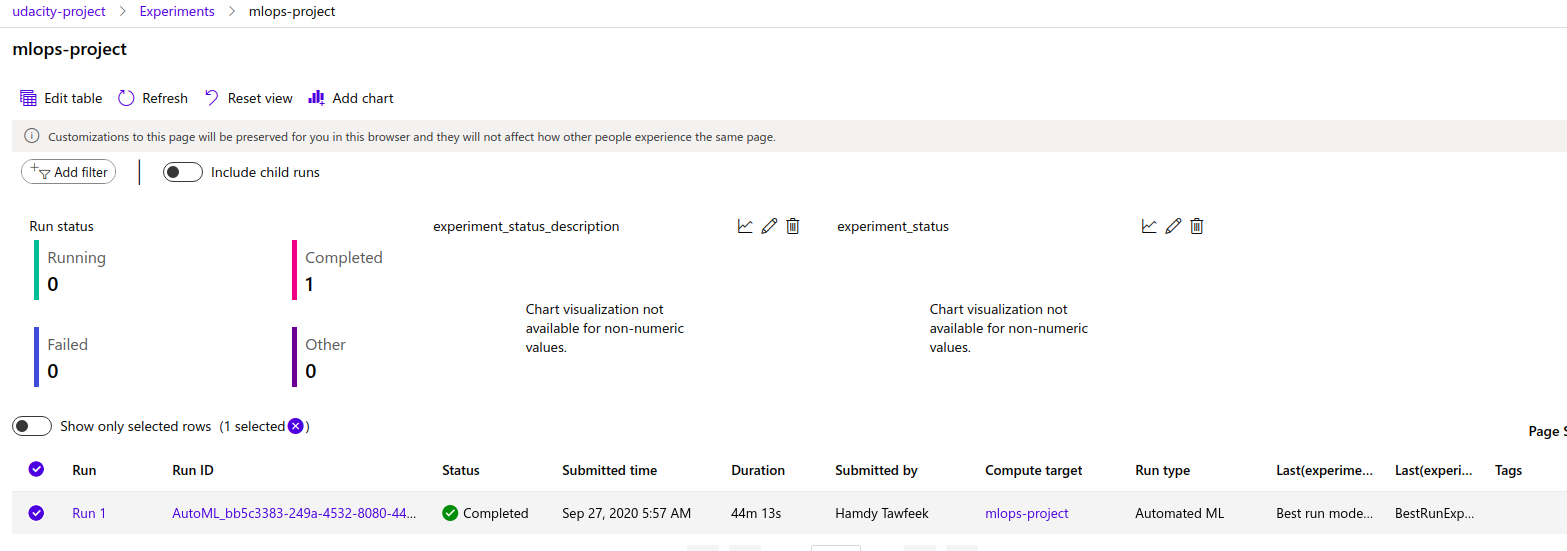 udacity-project > Experiments > mlops-project
mlops-project
Edit table Refresh Reset view Add chart
Customizations to this page will be preserved for you in this browser and they will not affect how other people experience the same page.
Add filter Include child runs
Run status
Running
0
Completed
1
Failed
0
Other
0
experiment_status_description
Chart visualization not
available for non-numeric
values.
experiment_status
Chart visualization not
available for non-numeric
values.
Show only selected rows (1 selected )
Page S
Run Run ID Status Submitted time Duration Submitted by Compute target Run type Last(experime... Last(experi... Tags
Run 1 AutoML_bb5c3383-249a-4532-8080-44... Completed Sep 27, 2020 5:57 AM 44m 13s Hamdy Tawfeek mlops-project Automated ML Best run mode... BestRunExp...